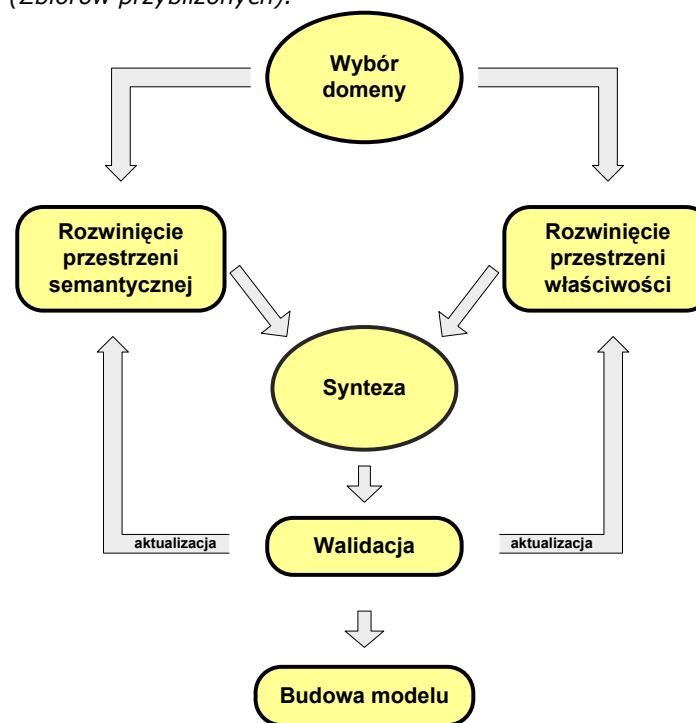 (Zbiorów przybliżonych).
Wybór
domeny
Rozwinięcie
przestrzeni
semantycznej
Rozwinięcie
przestrzeni
właściwości
Synteza
aktualizacja
Walidacja
aktualizacja
Budowa modelu